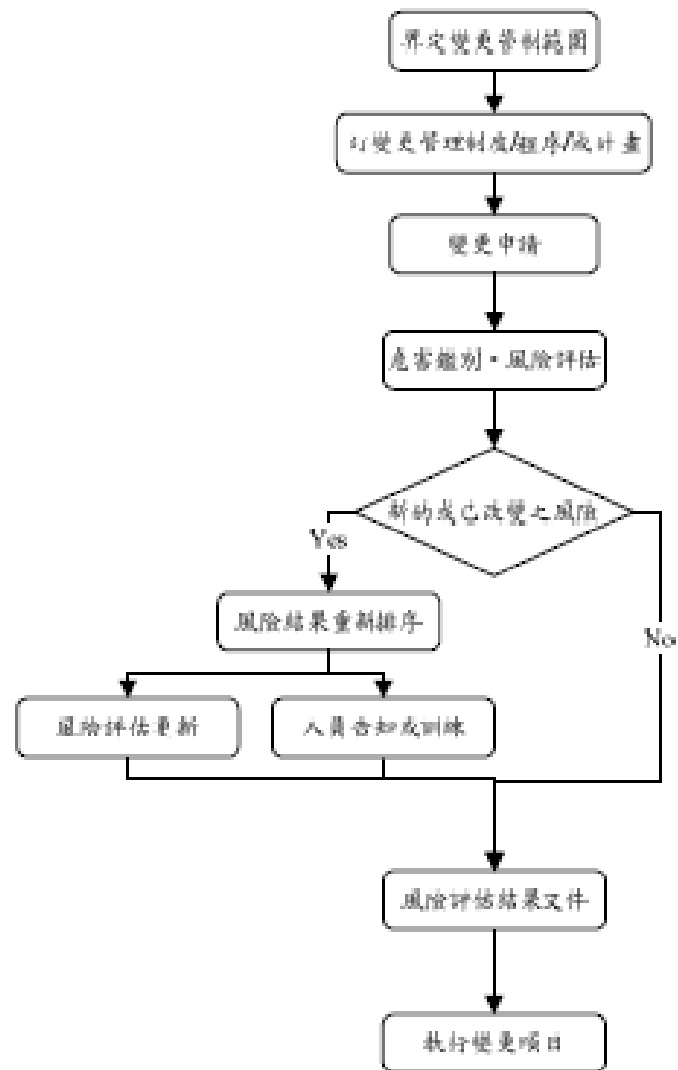 界定變更管制範圍
訂變更管理制度/程序/或計畫
變更申請
危害鑑別、風險評估
新的或已改變之風險
Yes
No
風險結果重新排序
風險評估更新
人員告知或訓練
風險評估結果文件
執行變更項目